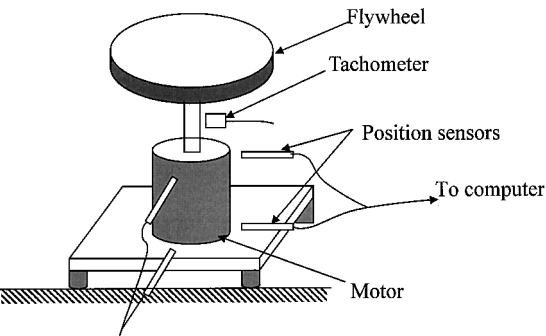 Flywheel
Tachometer
Position sensors
To computer
Motor